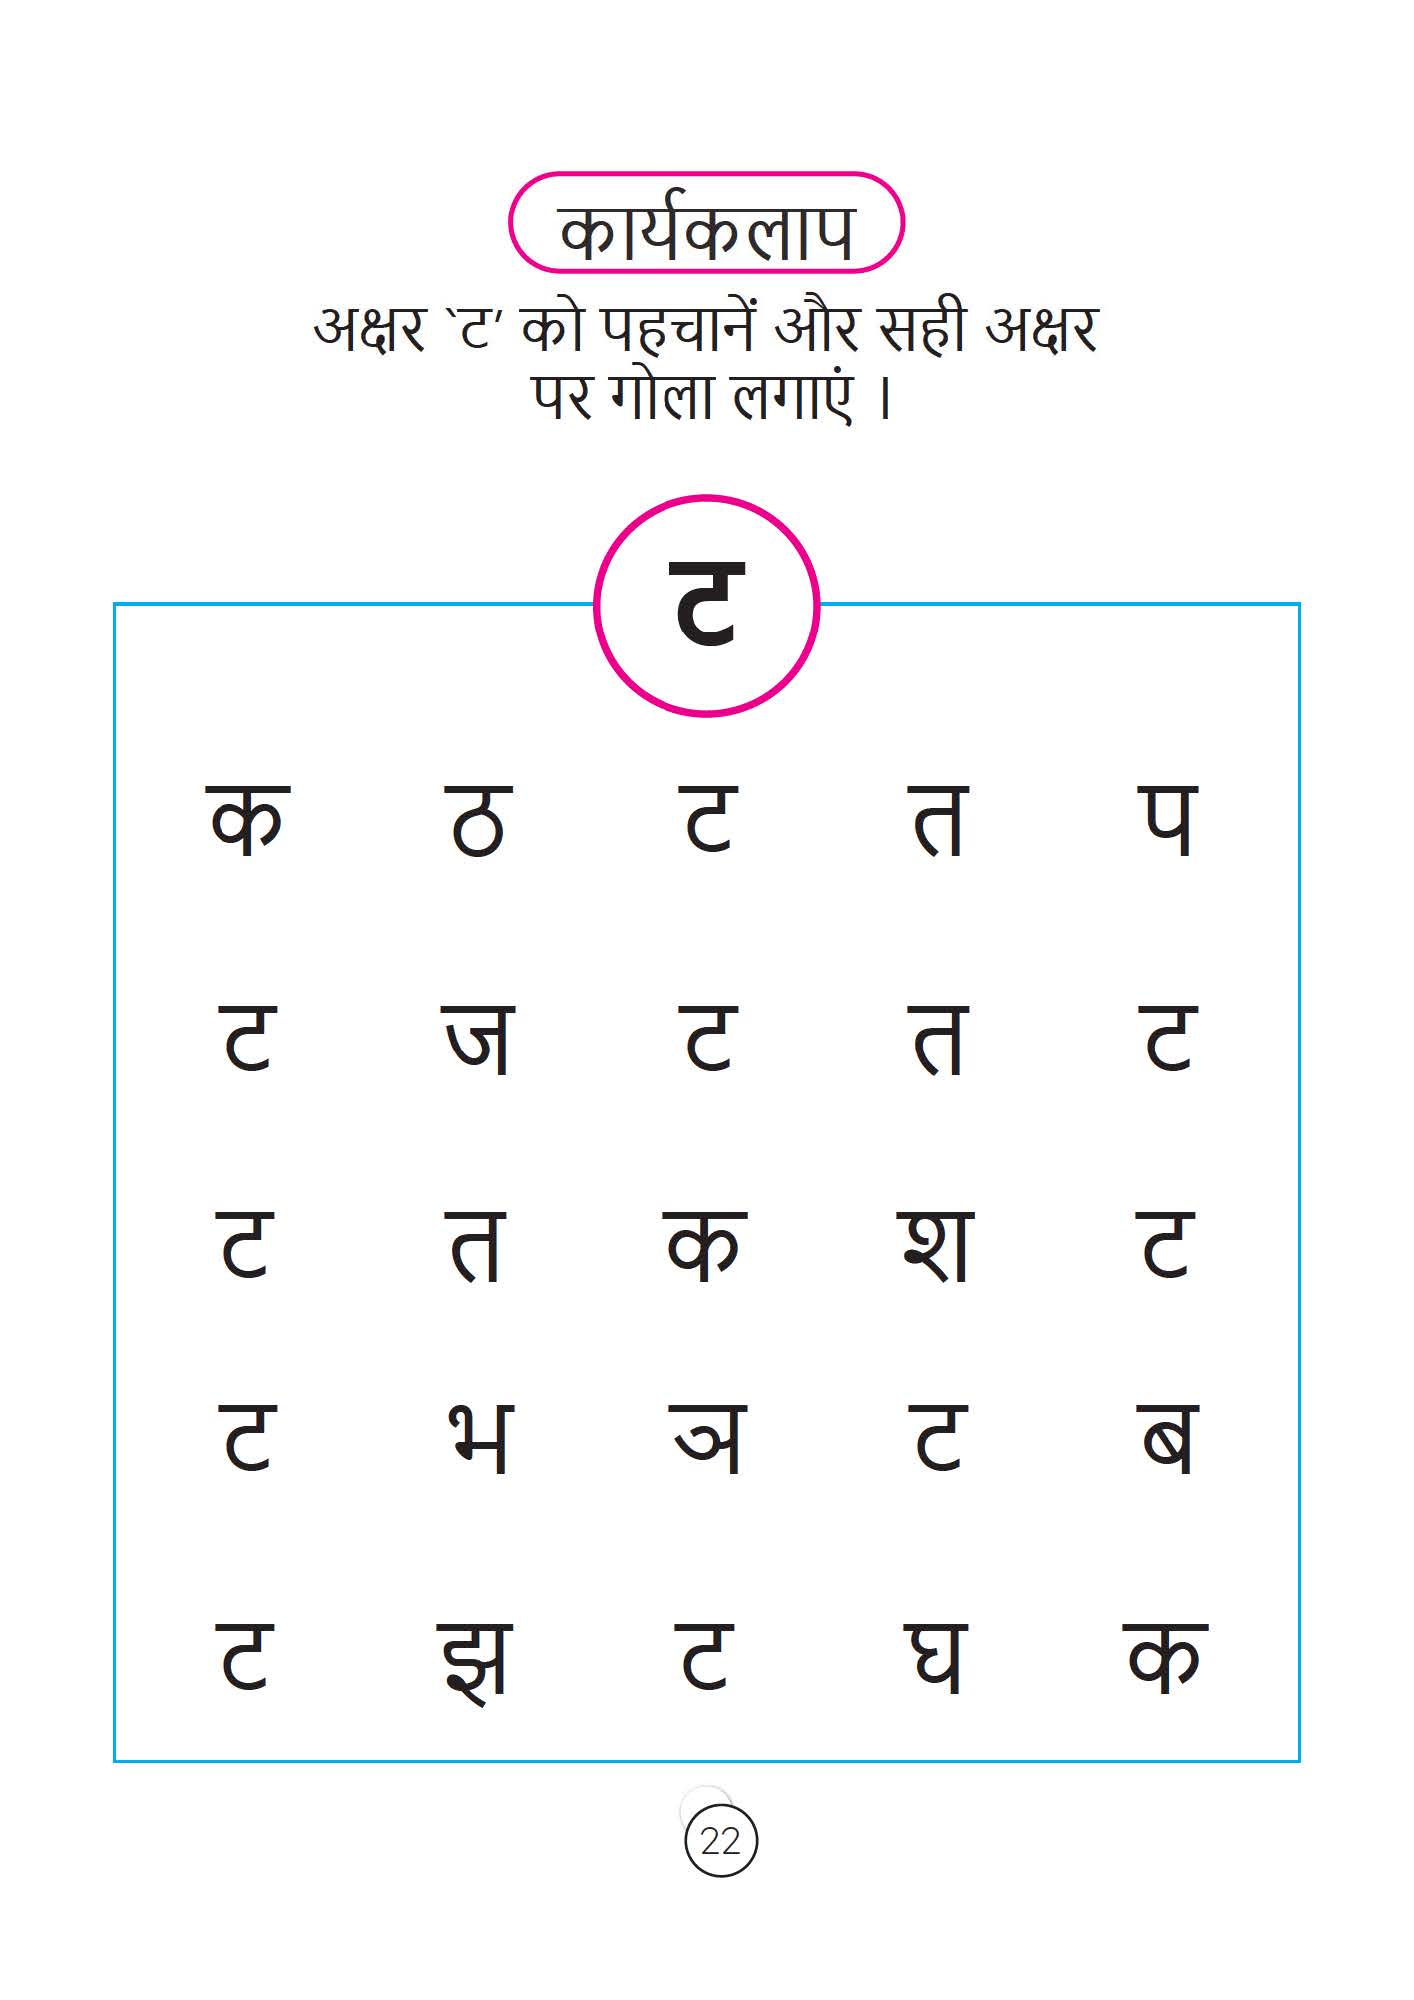 कार्यकलाप
अक्षर `ट’ को पहचानें और सही अक्षर
पर गोला लगाएं ।
ट
क ठ ट त प
ट ज ट त ट
ट त क श ट
ट भ ञ ट ब
ट झ ट घ क
22